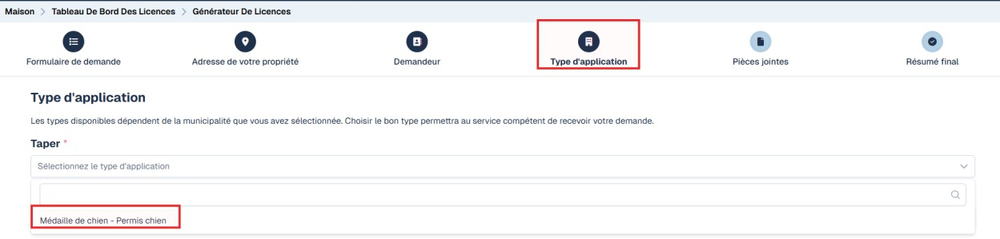 Maison > Tableau De Bord Des Licences > Générateur De Licences
Formulaire de demande
Adresse de votre propriété
Demandeur
Type d'application
Pièces jointes
Résumé final
Type d'application
Les types disponibles dépendent de la municipalité que vous avez sélectionnée. Choisir le bon type permettra au service compétent de recevoir votre demande.
Taper *
Sélectionnez le type d'application
Médaille de chien - Permis chien